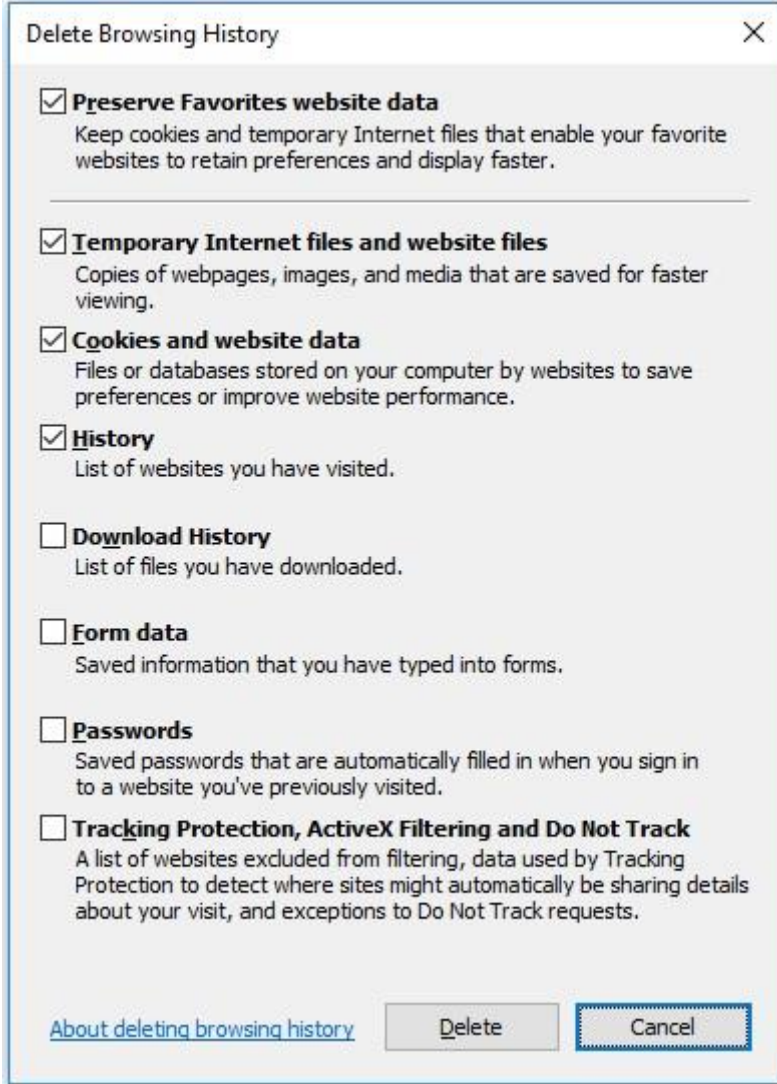 Delete Browsing History
Preserve Favorites website data
Keep cookies and temporary Internet files that enable your favorite
websites to retain preferences and display faster.
Temporary Internet files and website files
Copies of webpages, images, and media that are saved for faster
viewing.
Cookies and website data
Files or databases stored on your computer by websites to save
preferences or improve website performance.
History
List of websites you have visited.
Download History
List of files you have downloaded.
Form data
Saved information that you have typed into forms.
Passwords
Saved passwords that are automatically filled in when you sign in
to a website you've previously visited.
Tracking Protection, ActiveX Filtering and Do Not Track
A list of websites excluded from filtering, data used by Tracking
Protection to detect where sites might automatically be sharing details
about your visit, and exceptions to Do Not Track requests.
About deleting browsing history
Delete
Cancel